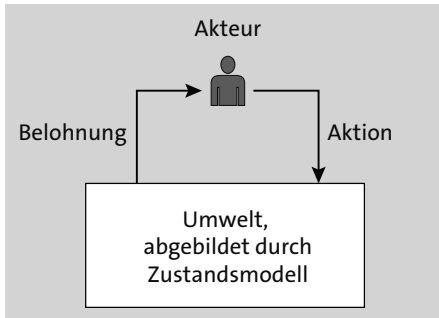 Akteur
Belohnung
Aktion
Umwelt,
abgebildet durch
Zustandsmodell